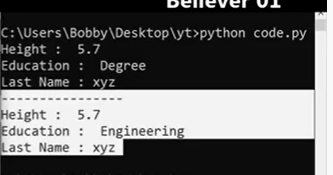 Believer 01
C:\Users\Bobby\Desktop\yt>python code.py
Height :  5.7
Education :  Degree
Last Name : xyz
----------------
Height :  5.7
Education :  Engineering
Last Name : xyz